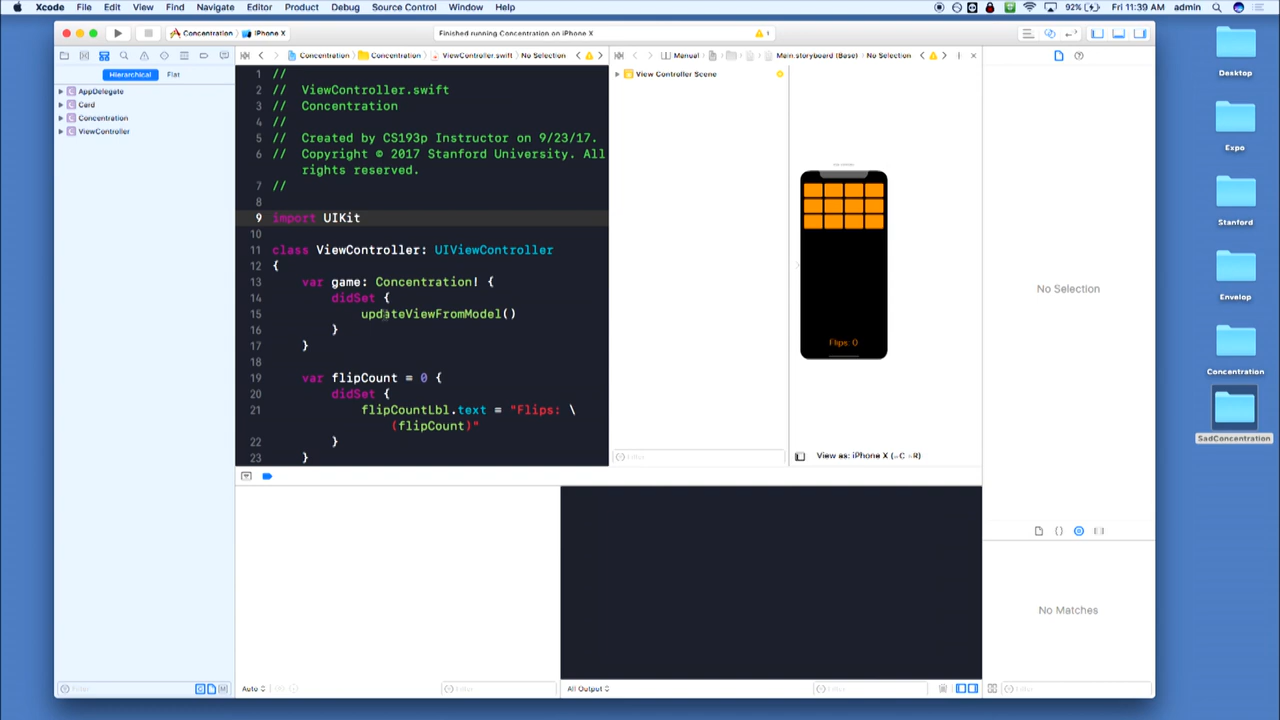 Xcode File Edit View Find Navigate Editor Product Debug Source Control Window Help
92% Fri 11:39 AM admin
Concentration iPhone X
Finished running Concentration on iPhone X
1
Concentration Concentration ViewController.swift No Selection
Manual Main.storyboard (Base) No Selection
Hierarchical Flat
AppDelegate
Card
Concentration
ViewController
1 //
2 // ViewController.swift
3 // Concentration
4 //
5 // Created by CS193p Instructor on 9/23/17.
6 // Copyright © 2017 Stanford University. All
rights reserved.
7 //
8
9 import UIKit
10
11 class ViewController: UIViewController
12 {
13 var game: Concentration! {
14 didSet {
15 updateViewFromModel()
16 }
17 }
18
19 var flipCount = 0 {
20 didSet {
21 flipCountLbl.text = "Flips: \
(flipCount)"
22 }
23 }
View Controller Scene
Flips: 0
Filter
View as: iPhone X (
No Selection
No Matches
Filter
Auto
Filter
All Output
Filter
Filter
Desktop
Expo
Stanford
Envelop
Concentration
SadConcentration